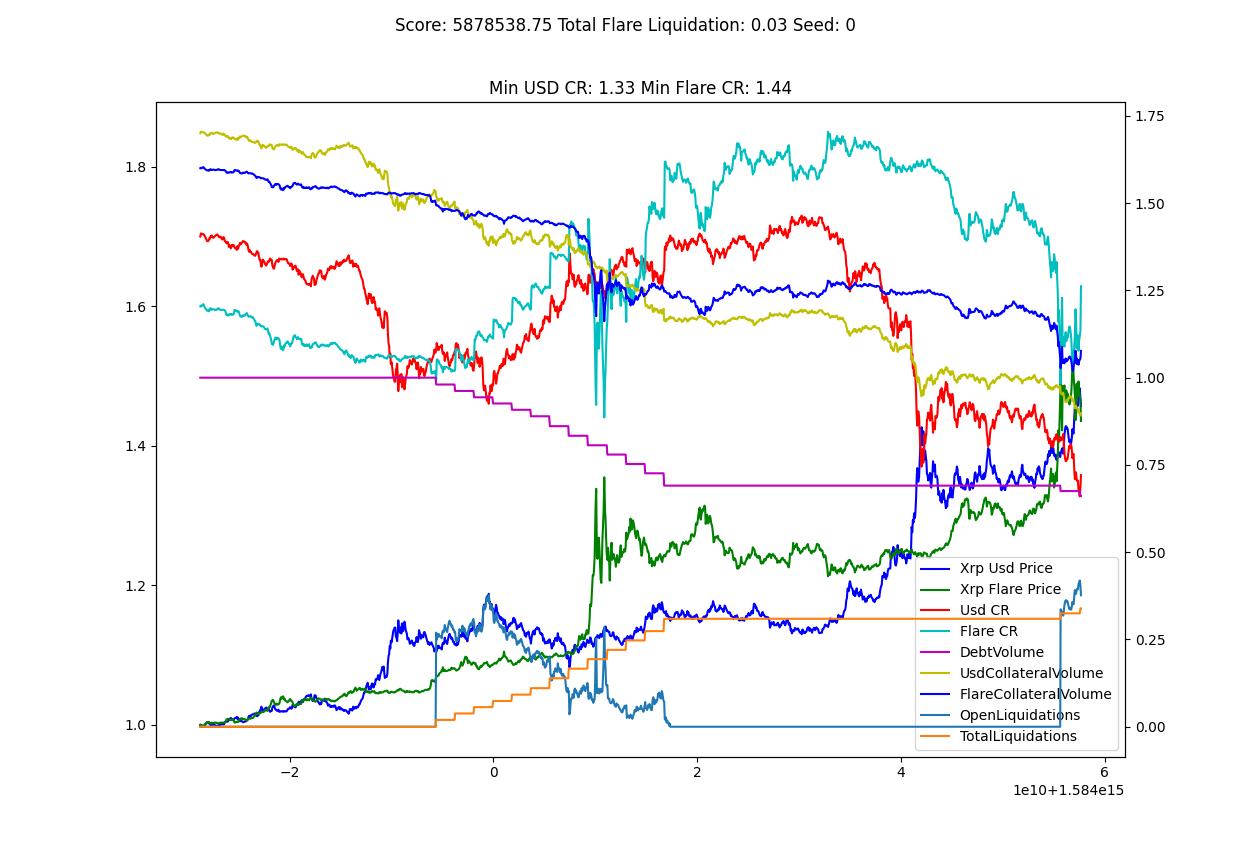 Score: 5878538.75 Total Flare Liquidation: 0.03 Seed: 0
Min USD CR: 1.33 Min Flare CR: 1.44
1.8
1.6
1.4
1.2
1.0
1.75
1.50
1.25
1.00
0.75
0.50
0.25
0.00
Xrp Usd Price
Xrp Flare Price
Usd CR
Flare CR
DebtVolume
UsdCollateralVolume
FlareCollateralVolume
OpenLiquidations
TotalLiquidations
−2 0 2 4 6
1e10+1.584e15